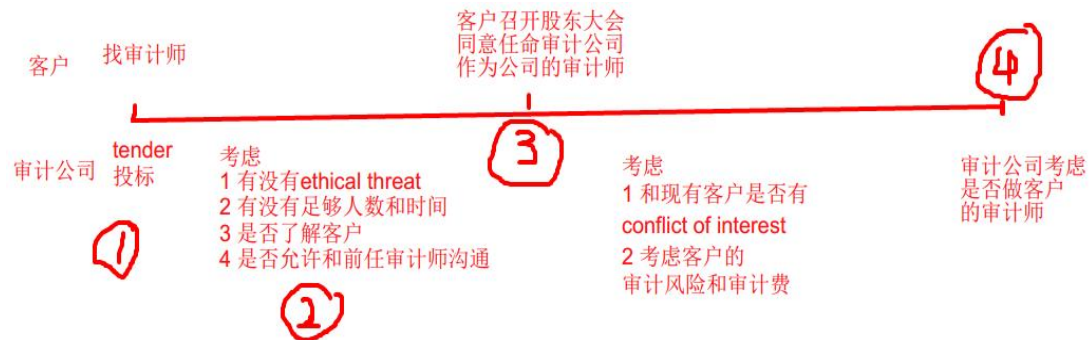 客户
找审计师
客户召开股东大会
同意任命审计公司
作为公司的审计师
4
审计公司
tender
投标
1
考虑
1 有没有ethical threat
2 有没有足够人数和时间
3 是否了解客户
4 是否允许和前任审计师沟通
2
3
考虑
1 和现有客户是否有
conflict of interest
2 考虑客户的
审计风险和审计费
审计公司考虑
是否做客户
的审计师